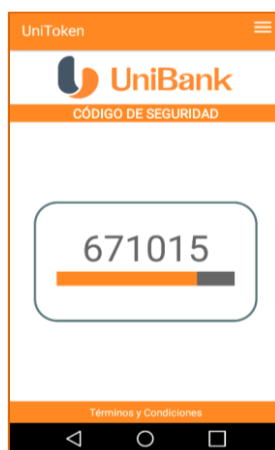 UniToken
UniBank
CÓDIGO DE SEGURIDAD
671015
Términos y Condiciones